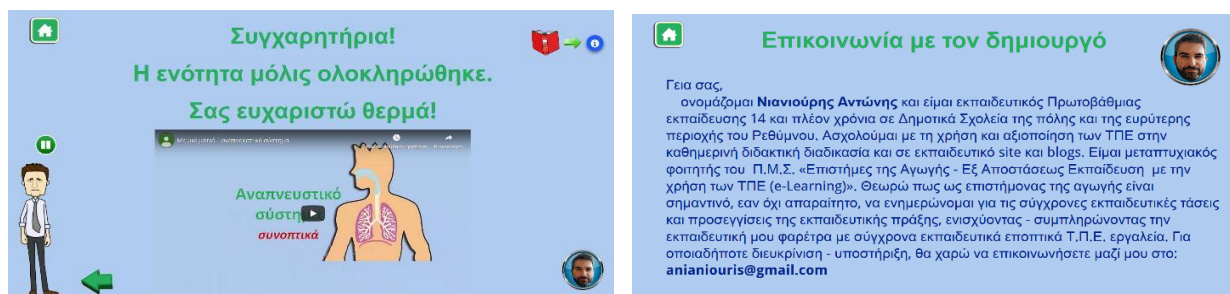 Συγχαρητήρια!
Η ενότητα μόλις ολοκληρώθηκε.
Σας ευχαριστώ θερμά!
Αναπνευστικό
συνοπτικά
Επικοινωνία με τον δημιουργό
Γεια σας,
ονομάζομαι Νιανιούρης Αντώνης και είμαι εκπαιδευτικός Πρωτοβάθμιας
εκπαίδευσης 14 και πλέον χρόνια σε Δημοτικά Σχολεία της πόλης και της ευρύτερης
περιοχής του Ρεθύμνου. Ασχολούμαι με τη χρήση και αξιοποίηση των ΤΠΕ στην
καθημερινή διδακτική διαδικασία και σε εκπαιδευτικό site και blogs. Είμαι μεταπτυχιακός
φοιτητής του Π.Μ.Σ. «Επιστήμες της Αγωγής - Εξ Αποστάσεως Εκπαίδευση με την
χρήση των ΤΠΕ (e-Learning)». Θεωρώ πως ως επιστήμονας της αγωγής είναι
σημαντινό, εαν όχι απαραίτητο, να ενημερώνομαι για τις σύγχρονες εκπαιδευτικές τάσεις
και προσεγγίσεις της εκπαιδευτικής πράξης, ενισχύοντας - συμπληρώνοντας την
εκπαιδευτική μου φαρέτρα με σύγχρονα εκπαιδευτικά εποπτικά Τ.Π.Ε. εργαλεία. Για
οποιαδήποτε διευκρίνιση - υποστήριξη, θα χαρώ να επικοινωνήσετε μαζί μου στο:
anianiouris@gmail.com